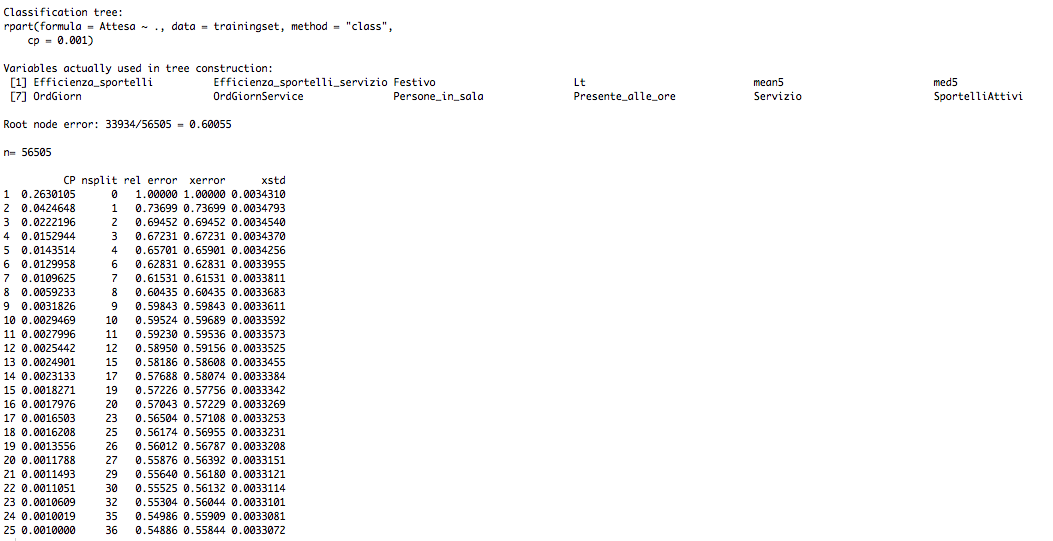 Classification tree:
rpart(formula = Attesa ~ ., data = trainingset, method = "class",
    cp = 0.001)
Variables actually used in tree construction:
 [1] Efficienza_sportelli          Efficienza_sportelli_servizio Festivo                       Lt                            mean5                         med5
 [7] OrdGiorn                      OrdGiornService               Persone_in_sala               Presente_alle_ore             Servizio                      SportelliAttivi
Root node error: 33934/56505 = 0.60055
n= 56505
          CP nsplit rel error  xerror      xstd
1  0.2630105      0   1.00000 1.00000 0.0034310
2  0.0424648      1   0.73699 0.73699 0.0034793
3  0.0222196      2   0.69452 0.69452 0.0034540
4  0.0152944      3   0.67231 0.67231 0.0034370
5  0.0143514      4   0.65701 0.65901 0.0034256
6  0.0129958      6   0.62831 0.62831 0.0033955
7  0.0109625      7   0.61531 0.61531 0.0033811
8  0.0059233      8   0.60435 0.60435 0.0033683
9  0.0031826      9   0.59843 0.59843 0.0033611
10 0.0029469     10   0.59524 0.59689 0.0033592
11 0.0027996     11   0.59230 0.59536 0.0033573
12 0.0025442     12   0.58950 0.59156 0.0033525
13 0.0024901     15   0.58186 0.58608 0.0033455
14 0.0023133     17   0.57688 0.58074 0.0033384
15 0.0018271     19   0.57226 0.57756 0.0033342
16 0.0017976     20   0.57043 0.57229 0.0033269
17 0.0016503     23   0.56504 0.57108 0.0033253
18 0.0016208     25   0.56174 0.56955 0.0033231
19 0.0013556     26   0.56012 0.56787 0.0033208
20 0.0011788     27   0.55876 0.56392 0.0033151
21 0.0011493     29   0.55640 0.56180 0.0033121
22 0.0011051     30   0.55525 0.56132 0.0033114
23 0.0010609     32   0.55304 0.56044 0.0033101
24 0.0010019     35   0.54986 0.55909 0.0033081
25 0.0010000     36   0.54886 0.55844 0.0033072